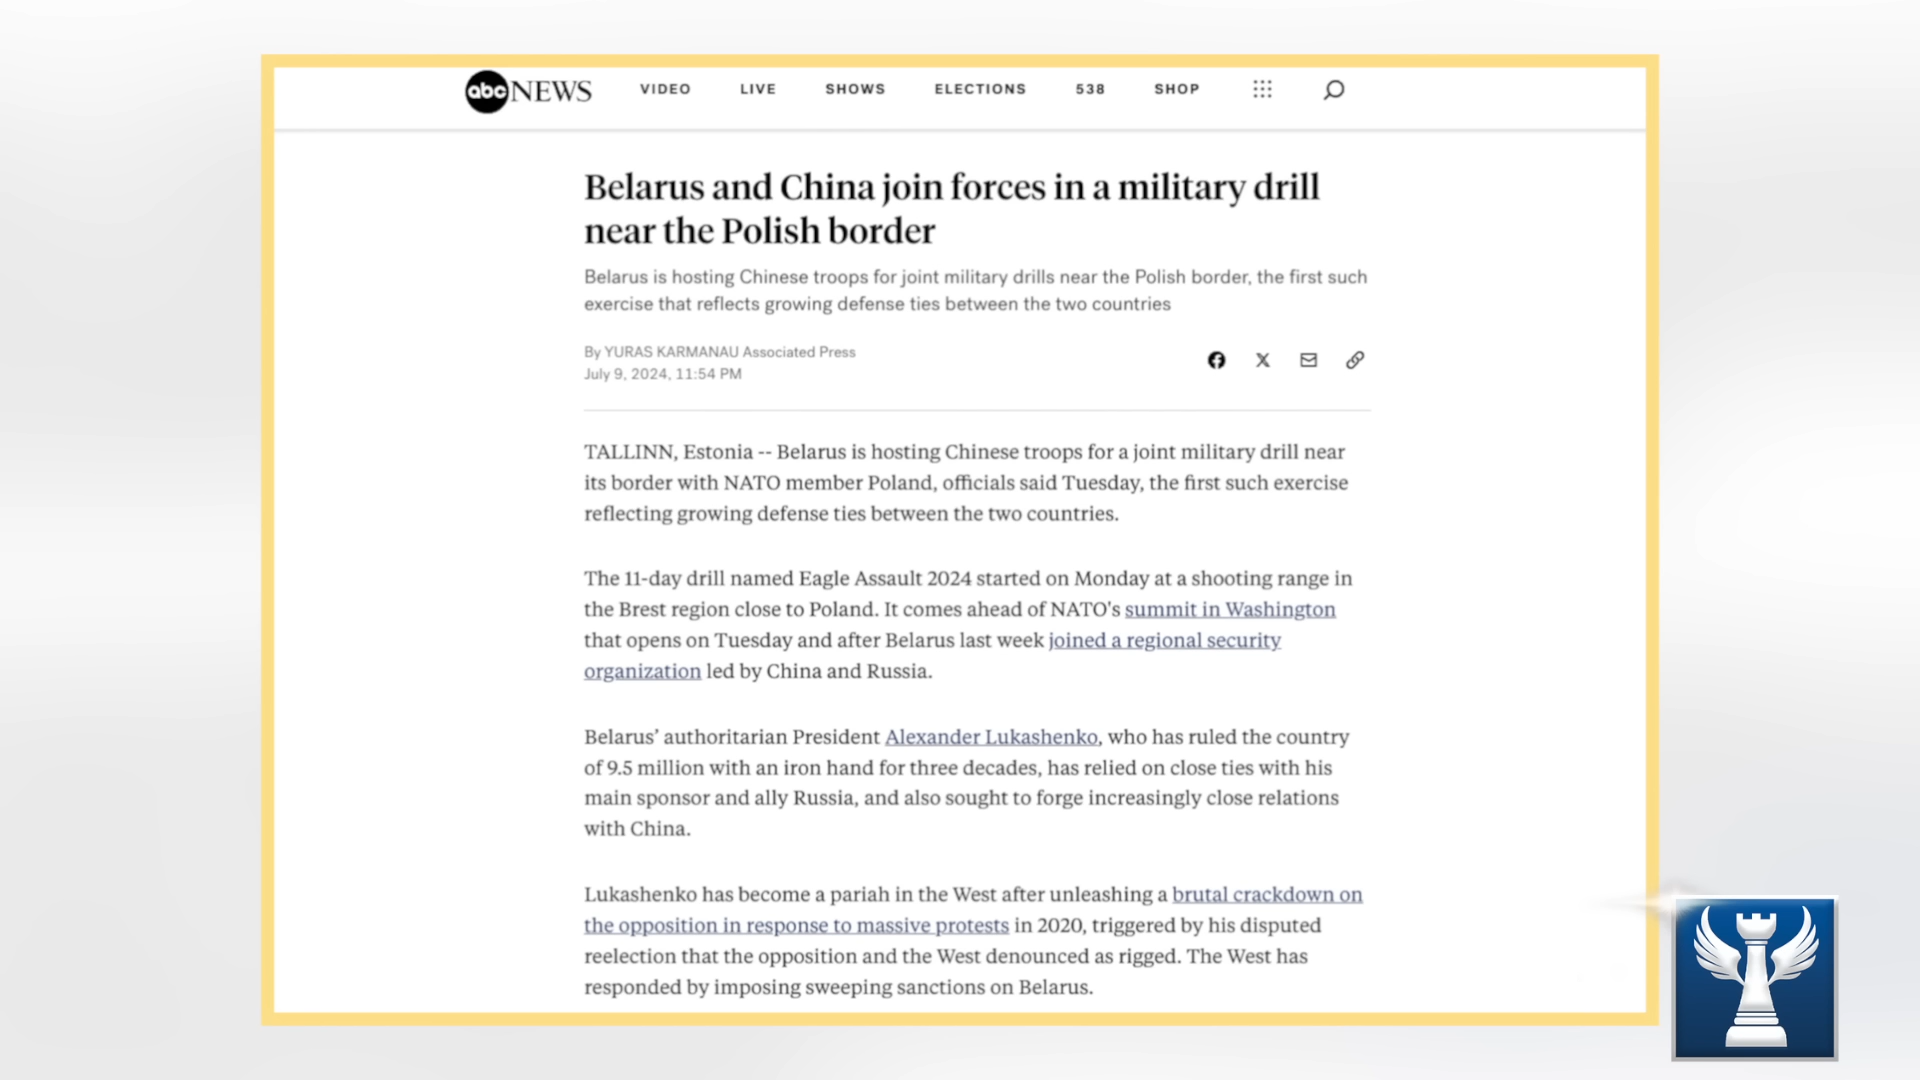 abc NEWS VIDEO LIVE SHOWS ELECTIONS 538 SHOP
Belarus and China join forces in a military drill
near the Polish border
Belarus is hosting Chinese troops for joint military drills near the Polish border, the first such
exercise that reflects growing defense ties between the two countries
By YURAS KARMANAU Associated Press
July 9, 2024, 11:54 PM
TALLINN, Estonia -- Belarus is hosting Chinese troops for a joint military drill near
its border with NATO member Poland, officials said Tuesday, the first such exercise
reflecting growing defense ties between the two countries.
The 11-day drill named Eagle Assault 2024 started on Monday at a shooting range in
the Brest region close to Poland. It comes ahead of NATO's summit in Washington
that opens on Tuesday and after Belarus last week joined a regional security
organization led by China and Russia.
Belarus’ authoritarian President Alexander Lukashenko, who has ruled the country
of 9.5 million with an iron hand for three decades, has relied on close ties with his
main sponsor and ally Russia, and also sought to forge increasingly close relations
with China.
Lukashenko has become a pariah in the West after unleashing a brutal crackdown on
the opposition in response to massive protests in 2020, triggered by his disputed
reelection that the opposition and the West denounced as rigged. The West has
responded by imposing sweeping sanctions on Belarus.